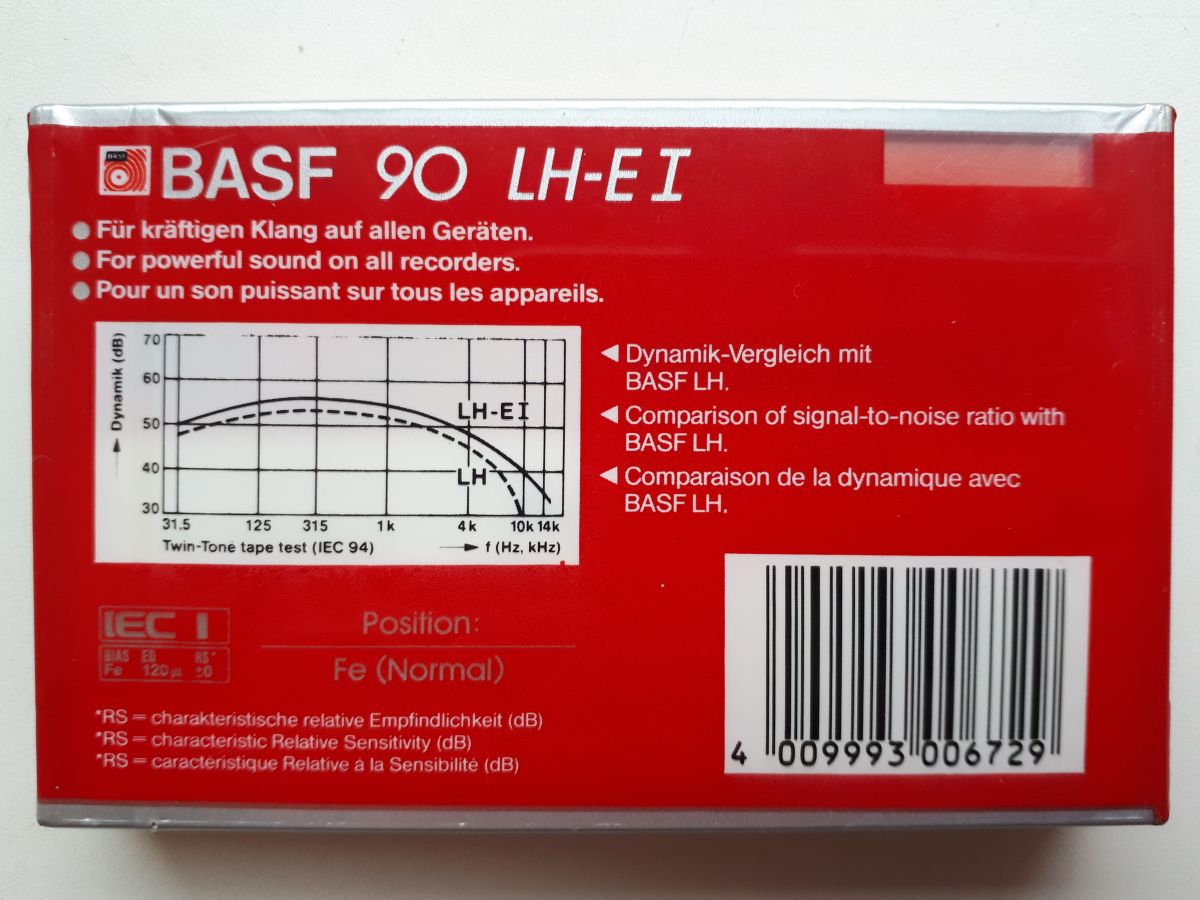 BASF
BASF 90 LH-E I
Für kräftigen Klang auf allen Geräten.
For powerful sound on all recorders.
Pour un son puissant sur tous les appareils.
Dynamik (dB)
70
60
50
40
30
LH-EI
LH
31.5 125 315 1k 4k 10k 14k
Twin-Tone tape test (IEC 94) f (Hz, kHz)
Dynamik-Vergleich mit
BASF LH.
Comparison of signal-to-noise ratio with
BASF LH.
Comparaison de la dynamique avec
BASF LH.
IEC I
BIAS EQ RS*
Fe 120µs ±0
Position:
Fe (Normal)
*RS = charakteristische relative Empfindlichkeit (dB)
*RS = characteristic Relative Sensitivity (dB)
*RS = caractéristique Relative à la Sensibilité (dB)
4 009993 006729